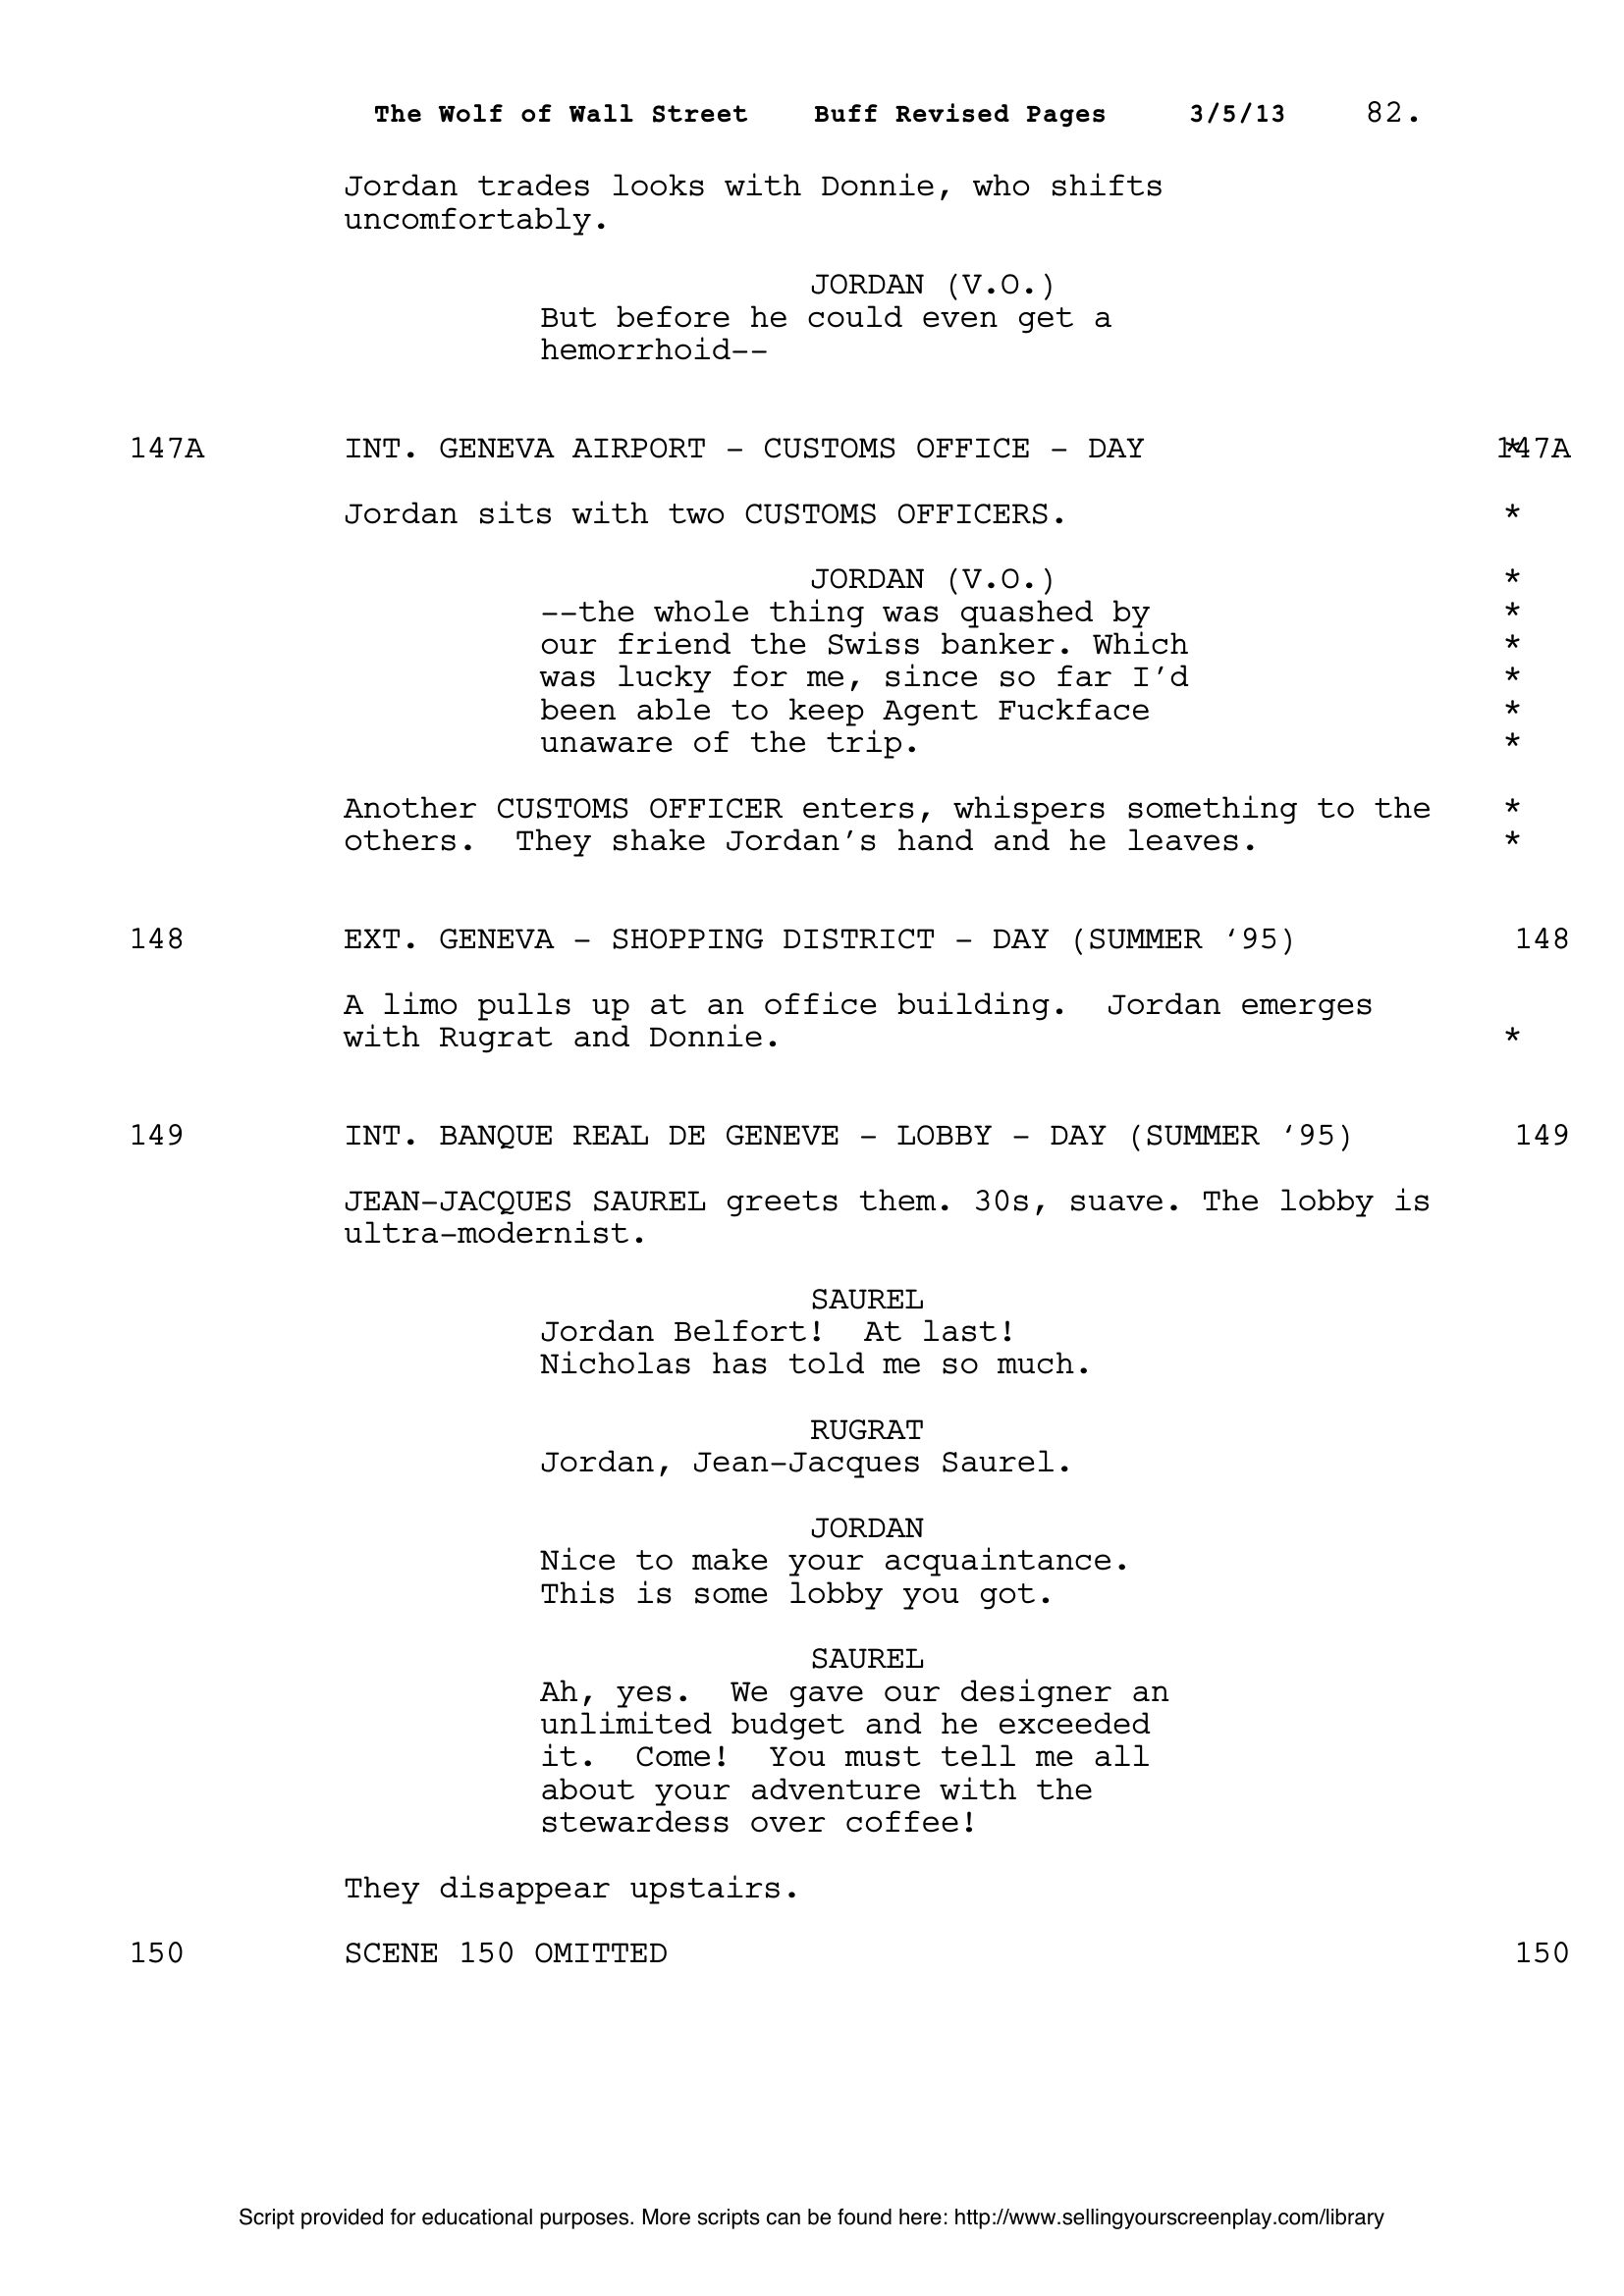 The Wolf of Wall Street    Buff Revised Pages    3/5/13    82.
Jordan trades looks with Donnie, who shifts
uncomfortably.
JORDAN (V.O.)
But before he could even get a
hemorrhoid--
147A INT. GENEVA AIRPORT - CUSTOMS OFFICE - DAY * 147A
Jordan sits with two CUSTOMS OFFICERS. *
JORDAN (V.O.) *
--the whole thing was quashed by *
our friend the Swiss banker. Which *
was lucky for me, since so far I’d *
been able to keep Agent Fuckface *
unaware of the trip. *
Another CUSTOMS OFFICER enters, whispers something to the *
others.  They shake Jordan’s hand and he leaves. *
148 EXT. GENEVA - SHOPPING DISTRICT - DAY (SUMMER ‘95) 148
A limo pulls up at an office building.  Jordan emerges
with Rugrat and Donnie. *
149 INT. BANQUE REAL DE GENEVE - LOBBY - DAY (SUMMER ‘95) 149
JEAN-JACQUES SAUREL greets them. 30s, suave. The lobby is
ultra-modernist.
SAUREL
Jordan Belfort!  At last!
Nicholas has told me so much.
RUGRAT
Jordan, Jean-Jacques Saurel.
JORDAN
Nice to make your acquaintance.
This is some lobby you got.
SAUREL
Ah, yes.  We gave our designer an
unlimited budget and he exceeded
it.  Come!  You must tell me all
about your adventure with the
stewardess over coffee!
They disappear upstairs.
150 SCENE 150 OMITTED 150
Script provided for educational purposes. More scripts can be found here: http://www.sellingyourscreenplay.com/library